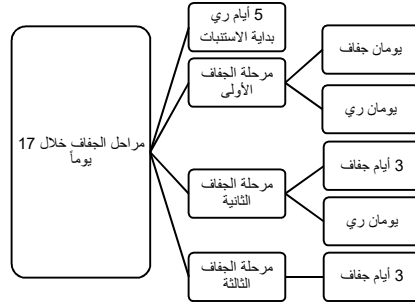 5 أيام ري
بداية الاستنبات
يومان جفاف
مرحلة الجفاف
الأولى
يومان ري
مراحل الجفاف خلال 17
يوماً
3 أيام جفاف
مرحلة الجفاف
الثانية
يومان ري
مرحلة الجفاف
الثالثة
3 أيام جفاف